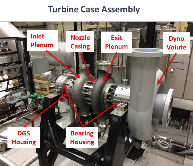 Turbine Case Assembly
Inlet
Plenum
Nozzle
Casing
Exit
Plenum
Dyno
Volute
DGS
Housing
Bearing
Housing